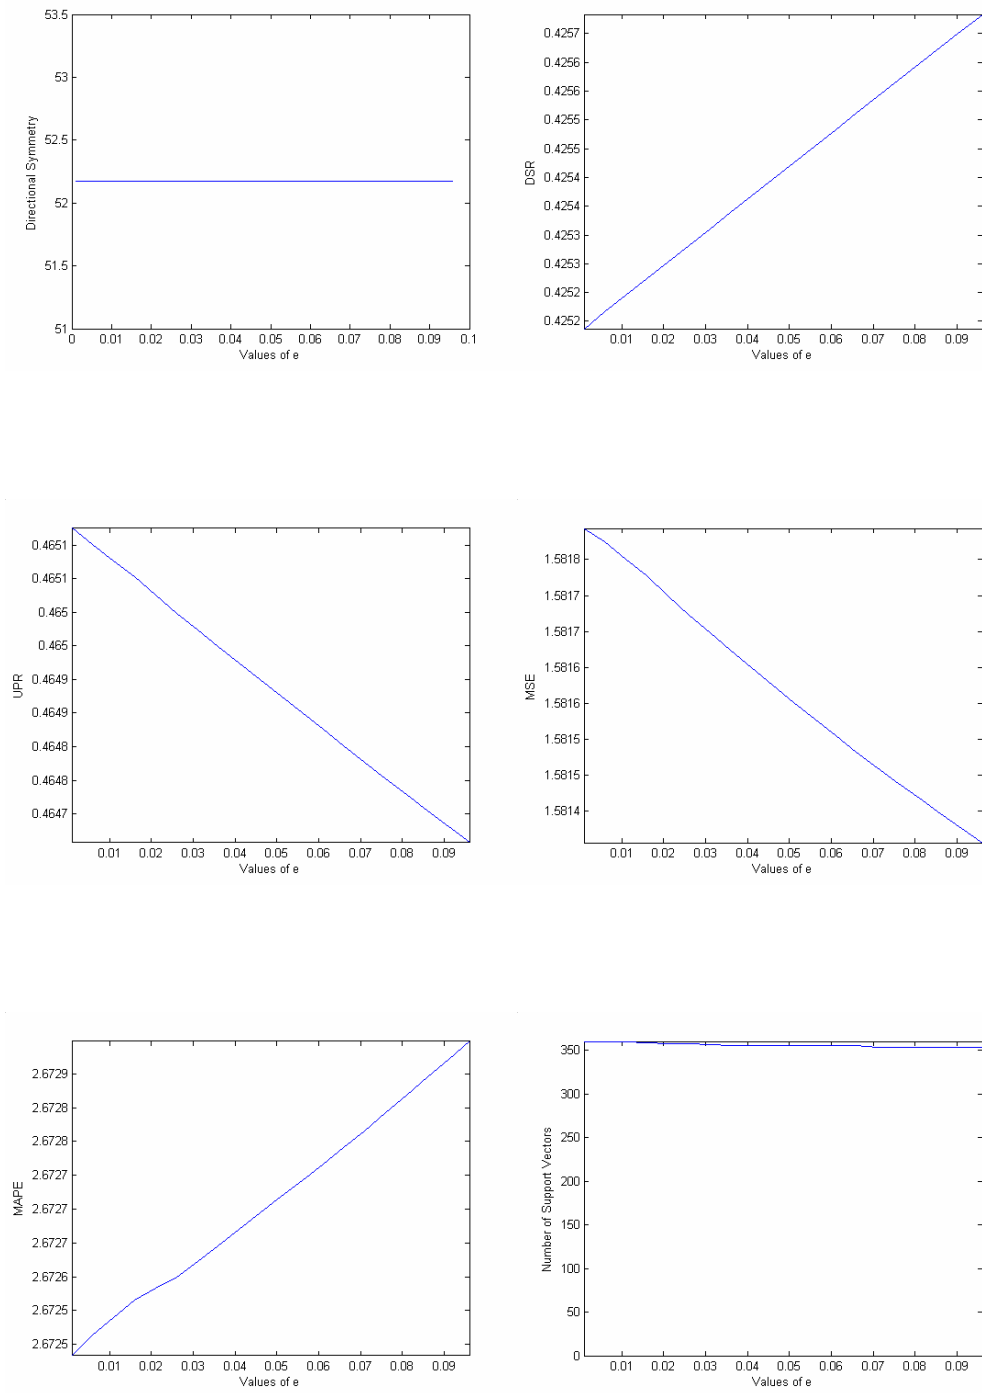 53.5
53
52.5
52
51.5
51
Directional Symmetry
0 0.01 0.02 0.03 0.04 0.05 0.06 0.07 0.08 0.09 0.1
Values of e
0.4257
0.4256
0.4256
0.4255
0.4255
0.4254
0.4254
0.4253
0.4253
0.4252
0.4252
DSR
0.01 0.02 0.03 0.04 0.05 0.06 0.07 0.08 0.09
Values of e
0.4651
0.4651
0.465
0.465
0.4649
0.4649
0.4648
0.4648
0.4647
UPR
0.01 0.02 0.03 0.04 0.05 0.06 0.07 0.08 0.09
Values of e
1.5818
1.5817
1.5817
1.5816
1.5816
1.5815
1.5815
1.5814
MSE
0.01 0.02 0.03 0.04 0.05 0.06 0.07 0.08 0.09
Values of e
2.6729
2.6728
2.6728
2.6727
2.6727
2.6727
2.6726
2.6725
2.6725
MAPE
0.01 0.02 0.03 0.04 0.05 0.06 0.07 0.08 0.09
Values of e
350
300
250
200
150
100
50
0
Number of Support Vectors
0.01 0.02 0.03 0.04 0.05 0.06 0.07 0.08 0.09
Values of e